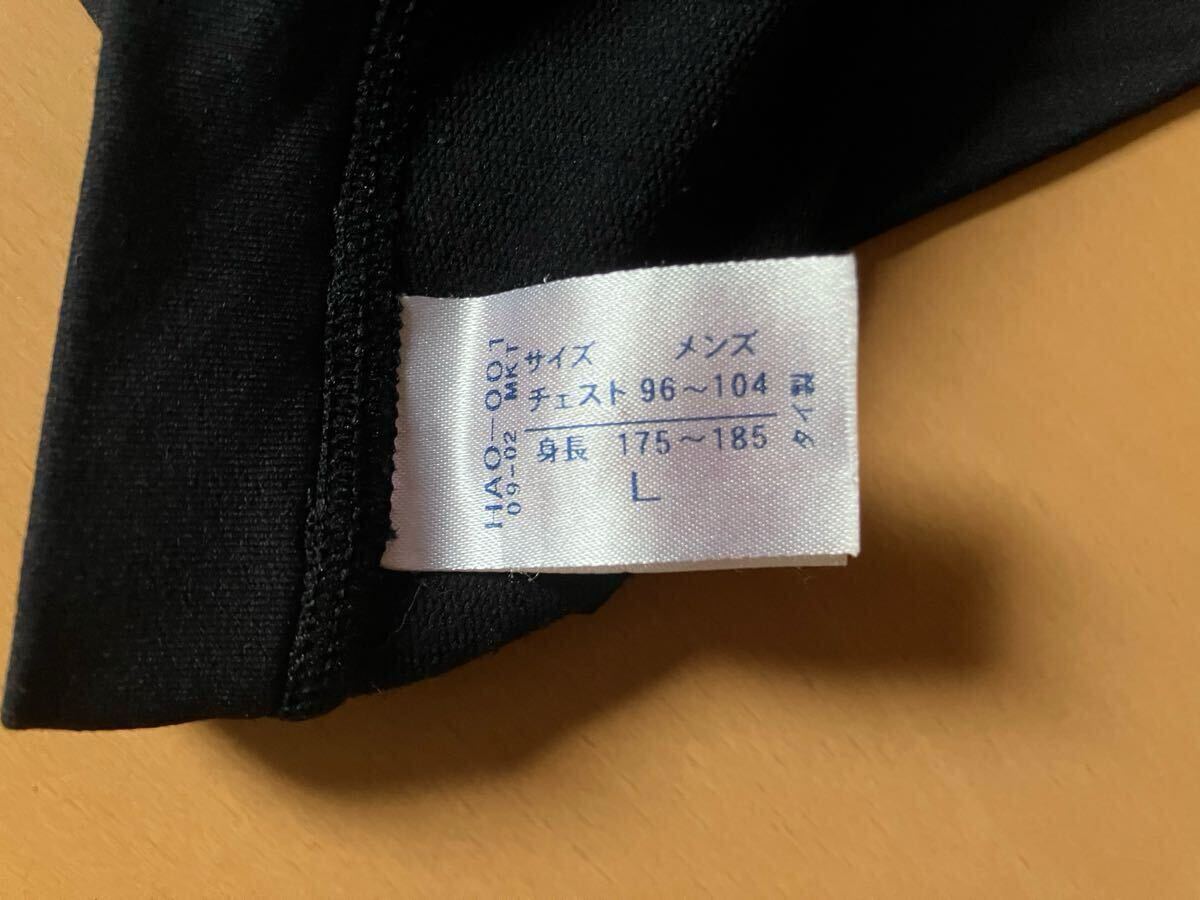 サイズ メンズ
チェスト 96～104
身長 175～185
L
HAO-001
09-02 MKT
タイ製